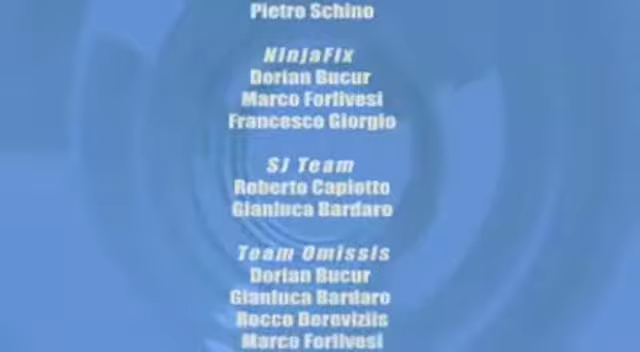 Pietro Schino
NinjaFix
Dorian Bucur
Marco Forlivesi
Francesco Giorgio
SJ Team
Roberto Capiotto
Gianluca Bardaro
Team Omissis
Dorian Bucur
Gianluca Bardaro
Rocco Dereviziis
Marco Forlivesi